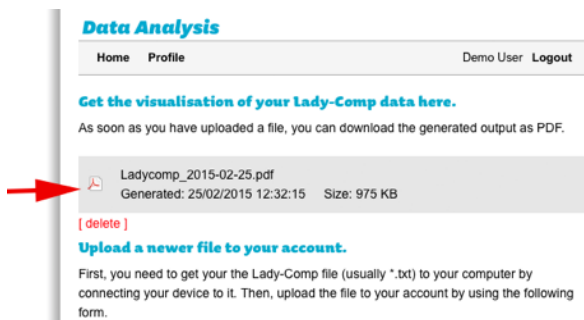 Data Analysis
Home Profile Demo User Logout
Get the visualisation of your Lady-Comp data here.
As soon as you have uploaded a file, you can download the generated output as PDF.
Ladycomp_2015-02-25.pdf
Generated: 25/02/2015 12:32:15 Size: 975 KB
[ delete ]
Upload a newer file to your account.
First, you need to get your the Lady-Comp file (usually *.txt) to your computer by
connecting your device to it. Then, upload the file to your account by using the following
form.